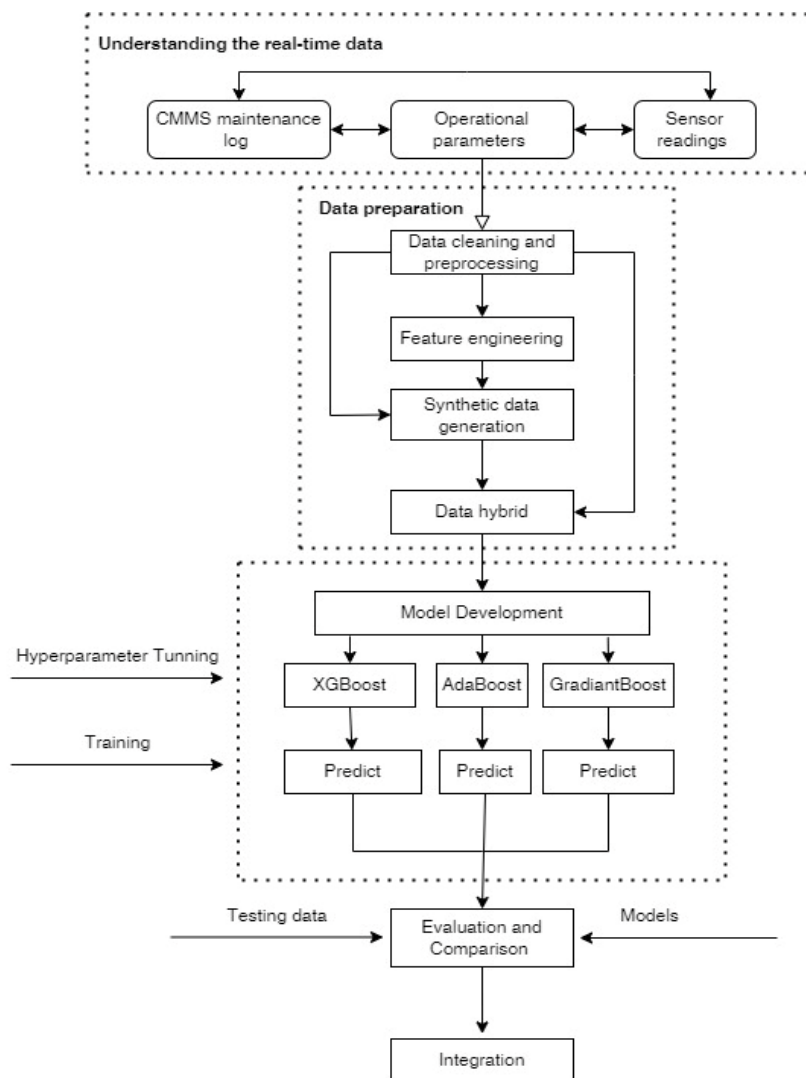 Understanding the real-time data
CMMS maintenance
log
Operational
parameters
Sensor
readings
Data preparation
Data cleaning and
preprocessing
Feature engineering
Synthetic data
generation
Data hybrid
Model Development
Hyperparameter Tunning
XGBoost
AdaBoost
GradiantBoost
Training
Predict
Predict
Predict
Testing data
Evaluation and
Comparison
Models
Integration